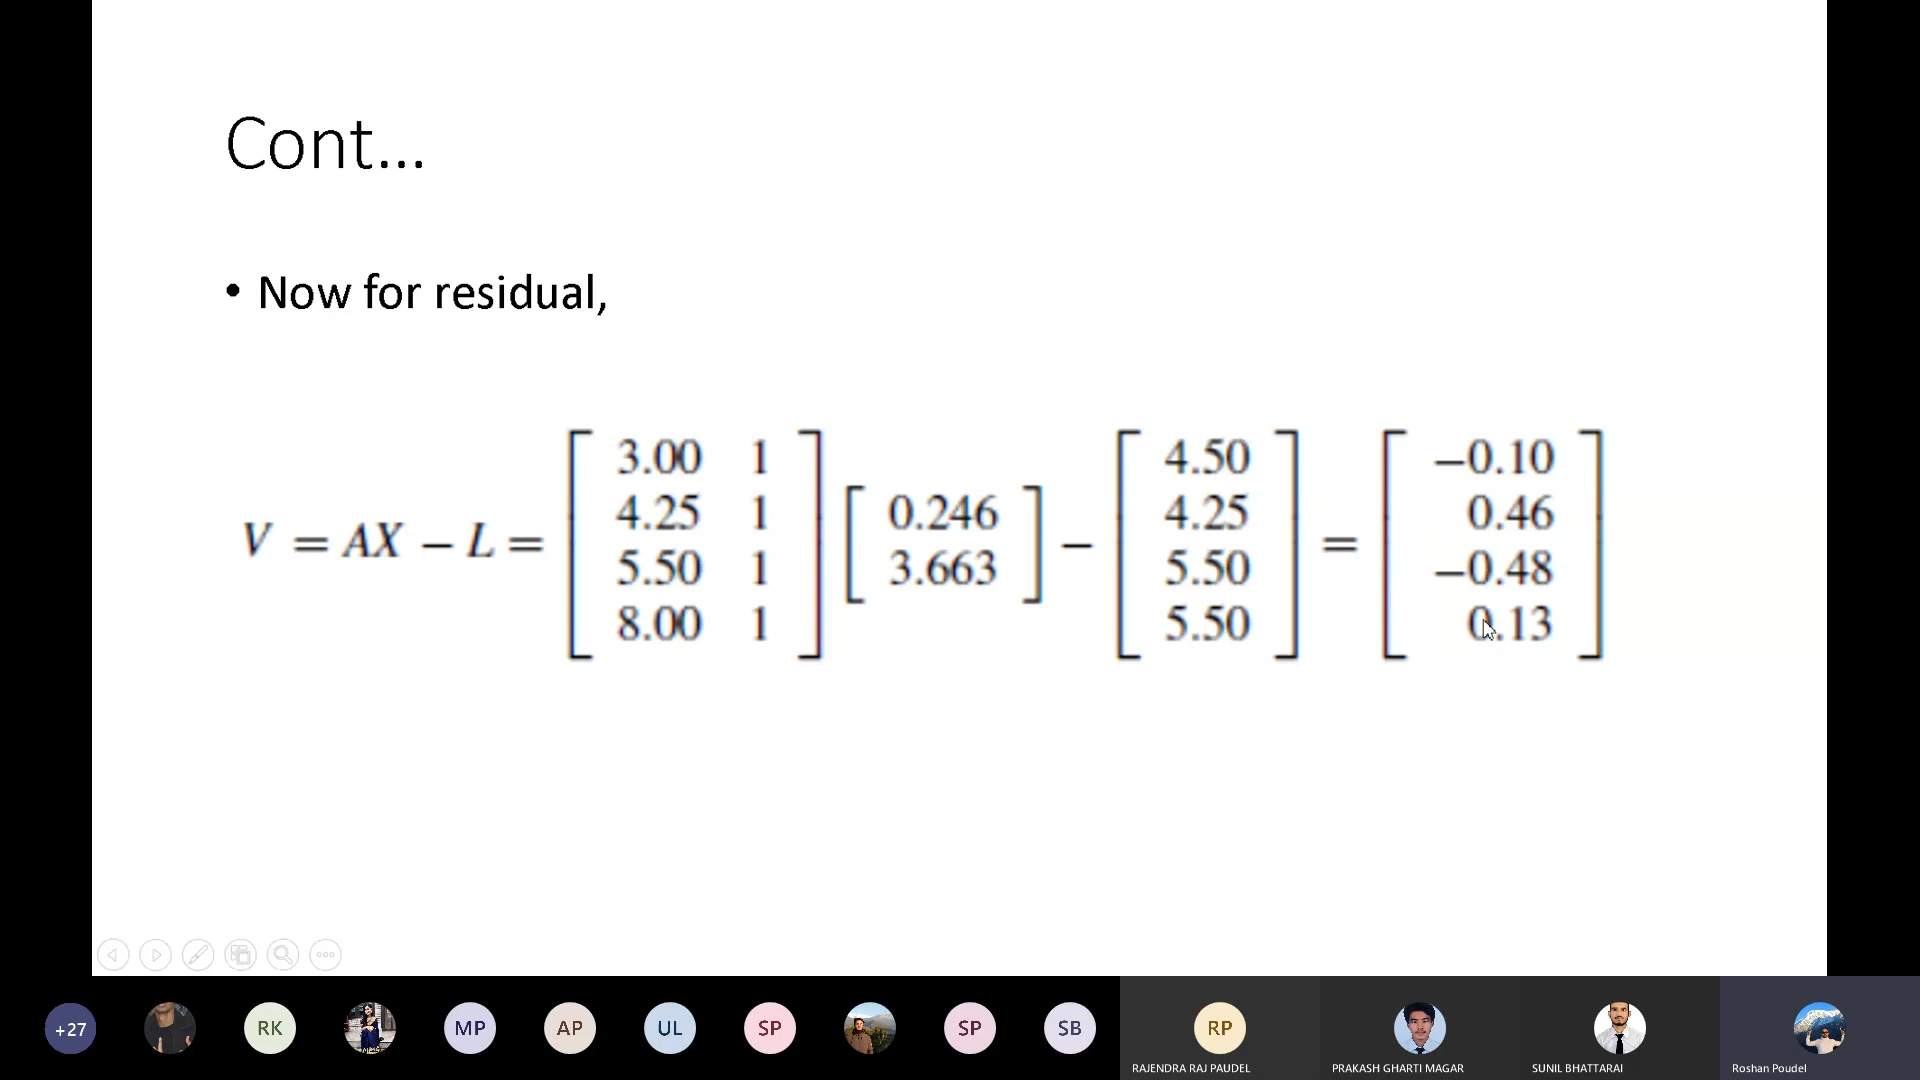 Cont...
• Now for residual,
V = AX − L = [ 3.00 1 4.25 1 5.50 1 8.00 1 ] [ 0.246 3.663 ] − [ 4.50 4.25 5.50 5.50 ] = [ −0.10 0.46 −0.48 0.13 ]
+27
RK
MP
AP
UL
SP
SP
SB
RP
RAJENDRA RAJ PAUDEL
PRAKASH GHARTI MAGAR
SUNIL BHATTARAI
Roshan Poudel